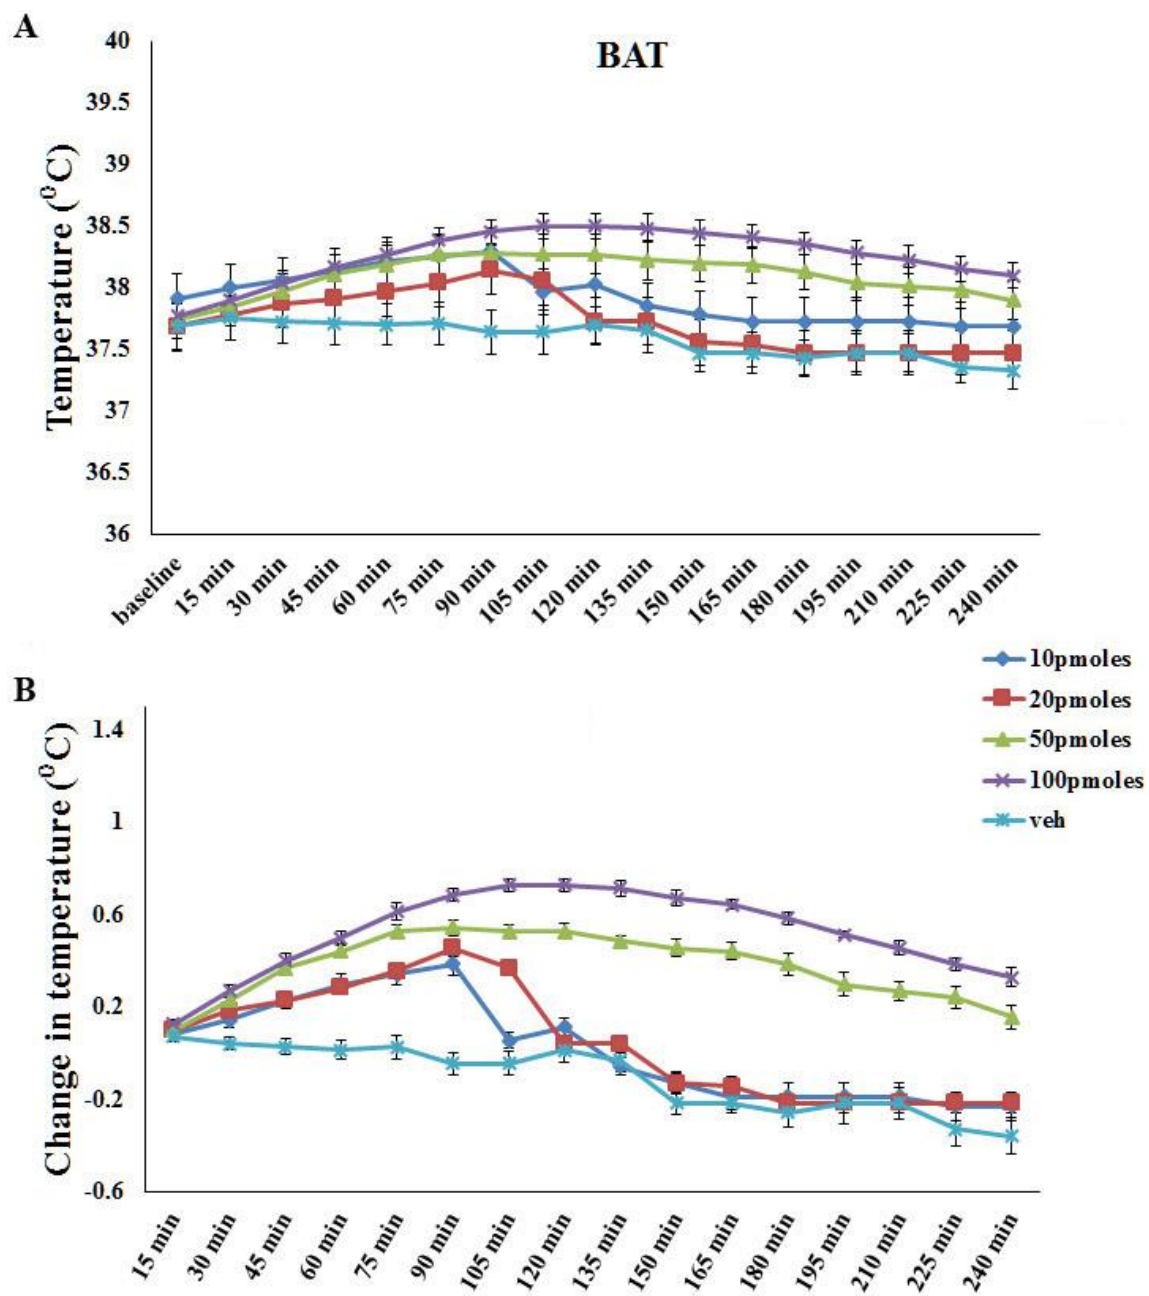 A
BAT
Temperature (⁰C)
40
39.5
39
38.5
38
37.5
37
36.5
36
baseline
15 min
30 min
45 min
60 min
75 min
90 min
105 min
120 min
135 min
150 min
165 min
180 min
195 min
210 min
225 min
240 min
10pmoles
20pmoles
50pmoles
100pmoles
veh
B
Change in temperature (⁰C)
1.4
1
0.6
0.2
-0.2
-0.6
15 min
30 min
45 min
60 min
75 min
90 min
105 min
120 min
135 min
150 min
165 min
180 min
195 min
210 min
225 min
240 min